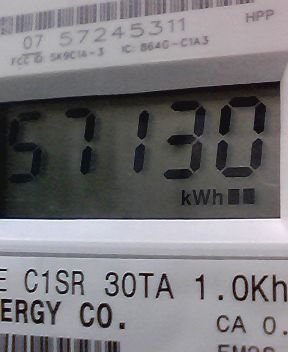 07 57245311 HPP
FCC ID: SK9C1A-3 IC: 864G-C1A3
57130
kWh
E C1SR 30TA 1.0Kh
ERGY CO. CA 0.